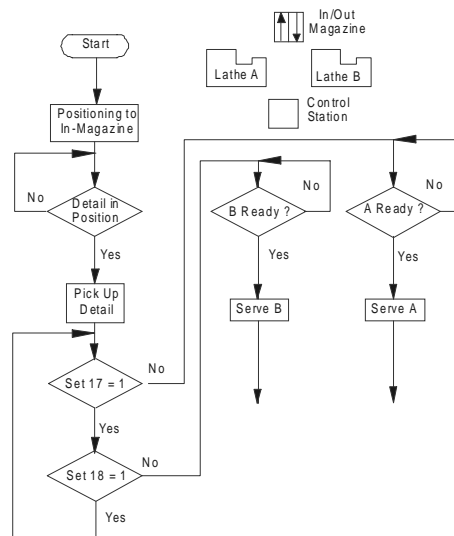 Start
Positioning to
In-Magazine
No
Detail in
Position
Yes
Pick Up
Detail
Set 17 = 1
No
Yes
Set 18 = 1
No
Yes
In/Out
Magazine
Lathe A
Lathe B
Control
Station
B Ready ?
No
Yes
Serve B
A Ready ?
No
Yes
Serve A